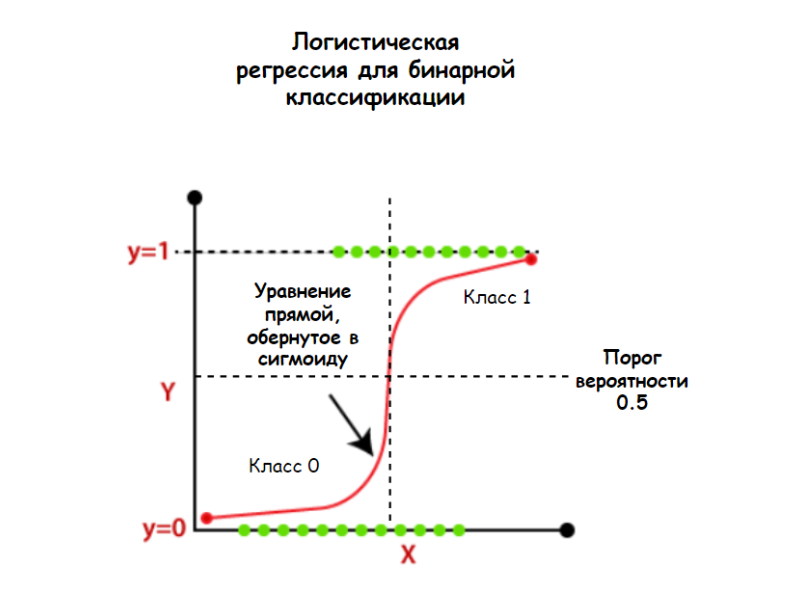 Логистическая
регрессия для бинарной
классификации
y=1
Уравнение
прямой,
обернутое в
сигмоиду
Класс 1
Порог
вероятности
0.5
Y
Класс 0
y=0
X